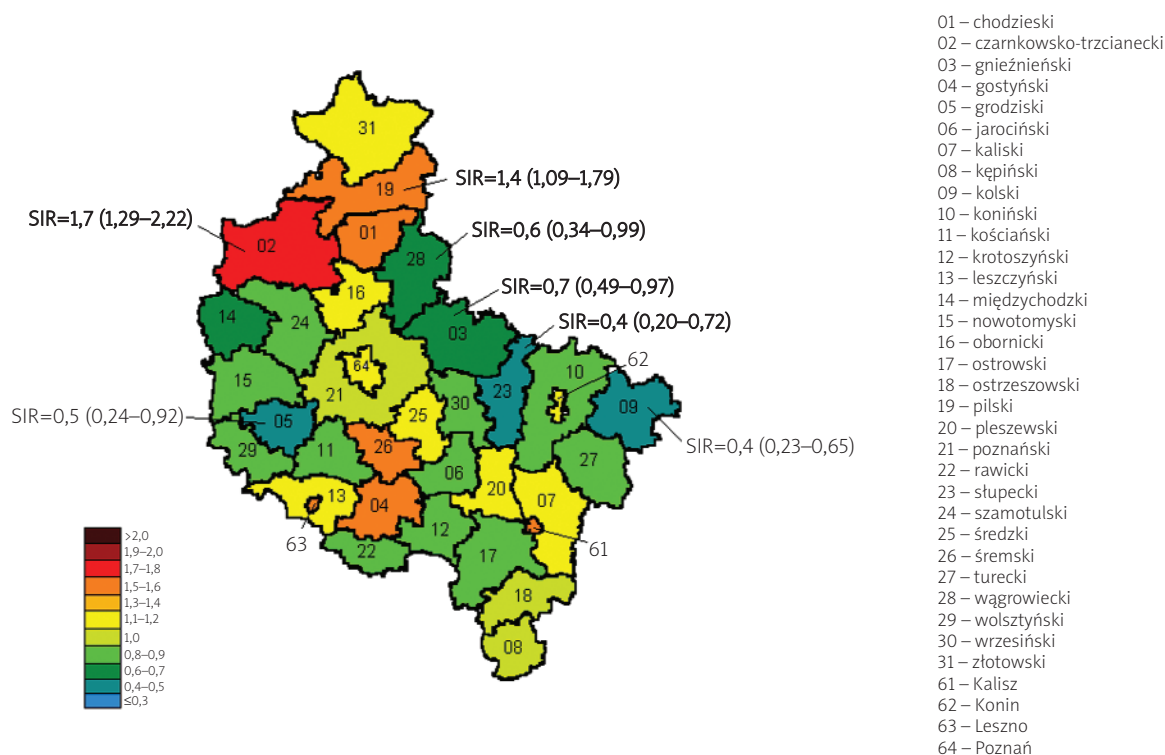 31
19
SIR=1,4 (1,09–1,79)
SIR=1,7 (1,29–2,22)
02
01
SIR=0,6 (0,34–0,99)
28
16
SIR=0,7 (0,49–0,97)
14
24
03
SIR=0,4 (0,20–0,72)
64
62
15
21
10
23
30
09
SIR=0,5 (0,24–0,92)
05
25
SIR=0,4 (0,23–0,65)
29
11
26
06
27
13
20
07
04
63
12
61
22
17
18
08
>2,0
1,9–2,0
1,7–1,8
1,5–1,6
1,3–1,4
1,1–1,2
1,0
0,8–0,9
0,6–0,7
0,4–0,5
≤0,3
01 – chodzieski
02 – czarnkowsko-trzcianecki
03 – gnieźnieński
04 – gostyński
05 – grodziski
06 – jarociński
07 – kaliski
08 – kępiński
09 – kolski
10 – koniński
11 – kościański
12 – krotoszyński
13 – leszczyński
14 – międzychodzki
15 – nowotomyski
16 – obornicki
17 – ostrowski
18 – ostrzeszowski
19 – pilski
20 – pleszewski
21 – poznański
22 – rawicki
23 – słupecki
24 – szamotulski
25 – średzki
26 – śremski
27 – turecki
28 – wągrowiecki
29 – wolsztyński
30 – wrzesiński
31 – złotowski
61 – Kalisz
62 – Konin
63 – Leszno
64 – Poznań